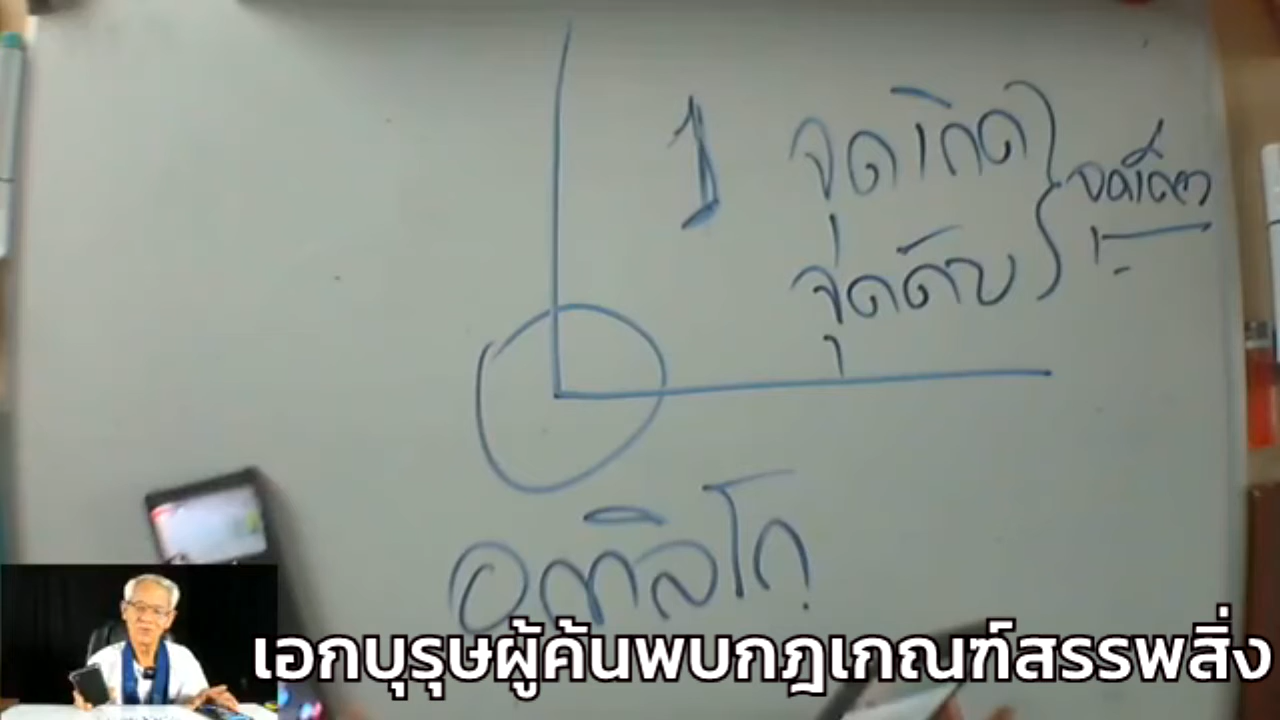 1 จุดเกิด
จุดดับ
จุดเดียว
อกาลิโก
เอกบุรุษผู้ค้นพบกฎเกณฑ์สรรพสิ่ง